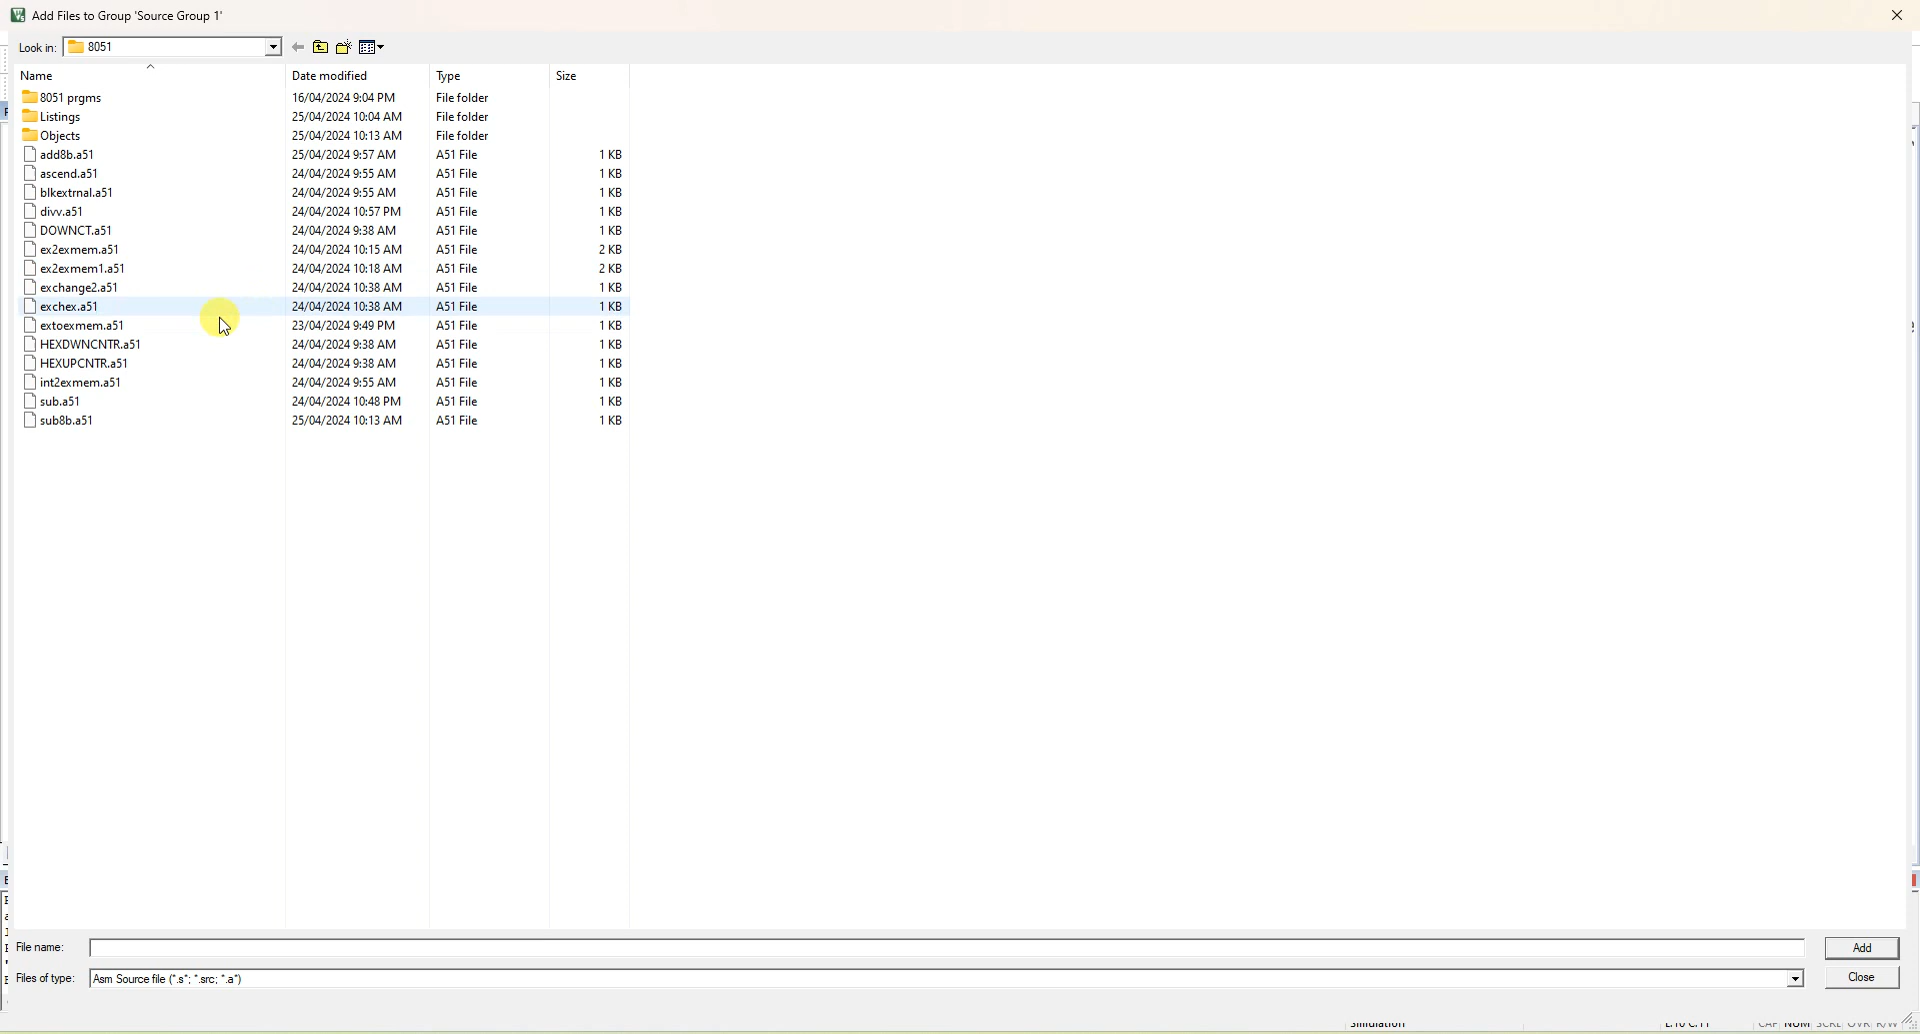 Add Files to Group 'Source Group 1'
Look in: 8051
Name Date modified Type Size
8051 prgms 16/04/2024 9:04 PM File folder
Listings 25/04/2024 10:04 AM File folder
Objects 25/04/2024 10:13 AM File folder
add8b.a51 25/04/2024 9:57 AM A51 File 1 KB
ascend.a51 24/04/2024 9:55 AM A51 File 1 KB
blkextrnal.a51 24/04/2024 9:55 AM A51 File 1 KB
divv.a51 24/04/2024 10:57 PM A51 File 1 KB
DOWNCT.a51 24/04/2024 9:38 AM A51 File 1 KB
ex2exmem.a51 24/04/2024 10:15 AM A51 File 2 KB
ex2exmem1.a51 24/04/2024 10:18 AM A51 File 2 KB
exchange2.a51 24/04/2024 10:38 AM A51 File 1 KB
exchex.a51 24/04/2024 10:38 AM A51 File 1 KB
extoexmem.a51 23/04/2024 9:49 PM A51 File 1 KB
HEXDWNCNTR.a51 24/04/2024 9:38 AM A51 File 1 KB
HEXUPCNTR.a51 24/04/2024 9:38 AM A51 File 1 KB
int2exmem.a51 24/04/2024 9:55 AM A51 File 1 KB
sub.a51 24/04/2024 10:48 PM A51 File 1 KB
sub8b.a51 25/04/2024 10:13 AM A51 File 1 KB
File name: Add
Files of type: Asm Source file (*.s*; *.src; *.a*) Close
Simulation CAP NUM SCRL OVR R/W